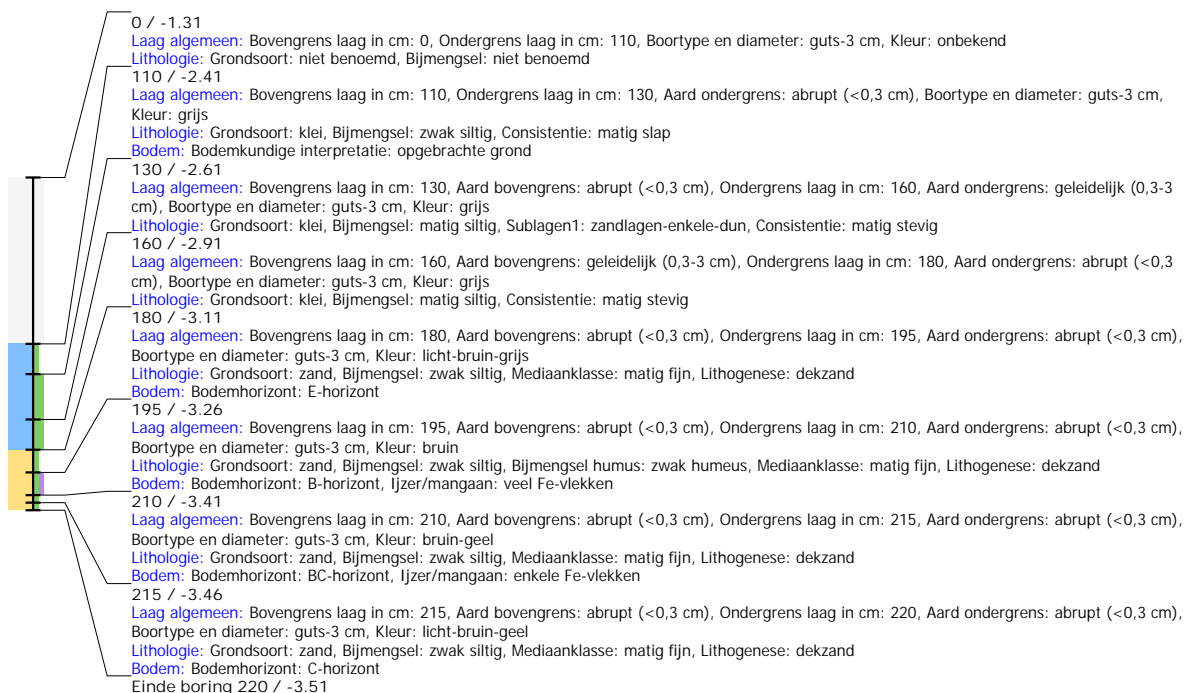 0 / -1.31
Laag algemeen: Bovengrens laag in cm: 0, Ondergrens laag in cm: 110, Boortype en diameter: guts-3 cm, Kleur: onbekend
Lithologie: Grondsoort: niet benoemd, Bijmengsel: niet benoemd
110 / -2.41
Laag algemeen: Bovengrens laag in cm: 110, Ondergrens laag in cm: 130, Aard ondergrens: abrupt (<0,3 cm), Boortype en diameter: guts-3 cm,
Kleur: grijs
Lithologie: Grondsoort: klei, Bijmengsel: zwak siltig, Consistentie: matig slap
Bodem: Bodemkundige interpretatie: opgebrachte grond
130 / -2.61
Laag algemeen: Bovengrens laag in cm: 130, Aard bovengrens: abrupt (<0,3 cm), Ondergrens laag in cm: 160, Aard ondergrens: geleidelijk (0,3-3
cm), Boortype en diameter: guts-3 cm, Kleur: grijs
Lithologie: Grondsoort: klei, Bijmengsel: matig siltig, Sublagen1: zandlagen-enkele-dun, Consistentie: matig stevig
160 / -2.91
Laag algemeen: Bovengrens laag in cm: 160, Aard bovengrens: geleidelijk (0,3-3 cm), Ondergrens laag in cm: 180, Aard ondergrens: abrupt (<0,3
cm), Boortype en diameter: guts-3 cm, Kleur: grijs
Lithologie: Grondsoort: klei, Bijmengsel: matig siltig, Consistentie: matig stevig
180 / -3.11
Laag algemeen: Bovengrens laag in cm: 180, Aard bovengrens: abrupt (<0,3 cm), Ondergrens laag in cm: 195, Aard ondergrens: abrupt (<0,3 cm),
Boortype en diameter: guts-3 cm, Kleur: licht-bruin-grijs
Lithologie: Grondsoort: zand, Bijmengsel: zwak siltig, Mediaanklasse: matig fijn, Lithogenese: dekzand
Bodem: Bodemhorizont: E-horizont
195 / -3.26
Laag algemeen: Bovengrens laag in cm: 195, Aard bovengrens: abrupt (<0,3 cm), Ondergrens laag in cm: 210, Aard ondergrens: abrupt (<0,3 cm),
Boortype en diameter: guts-3 cm, Kleur: bruin
Lithologie: Grondsoort: zand, Bijmengsel: zwak siltig, Bijmengsel humus: zwak humeus, Mediaanklasse: matig fijn, Lithogenese: dekzand
Bodem: Bodemhorizont: B-horizont, Ijzer/mangaan: veel Fe-vlekken
210 / -3.41
Laag algemeen: Bovengrens laag in cm: 210, Aard bovengrens: abrupt (<0,3 cm), Ondergrens laag in cm: 215, Aard ondergrens: abrupt (<0,3 cm),
Boortype en diameter: guts-3 cm, Kleur: bruin-geel
Lithologie: Grondsoort: zand, Bijmengsel: zwak siltig, Mediaanklasse: matig fijn, Lithogenese: dekzand
Bodem: Bodemhorizont: BC-horizont, Ijzer/mangaan: enkele Fe-vlekken
215 / -3.46
Laag algemeen: Bovengrens laag in cm: 215, Aard bovengrens: abrupt (<0,3 cm), Ondergrens laag in cm: 220, Aard ondergrens: abrupt (<0,3 cm),
Boortype en diameter: guts-3 cm, Kleur: licht-bruin-geel
Lithologie: Grondsoort: zand, Bijmengsel: zwak siltig, Mediaanklasse: matig fijn, Lithogenese: dekzand
Bodem: Bodemhorizont: C-horizont
Einde boring 220 / -3.51